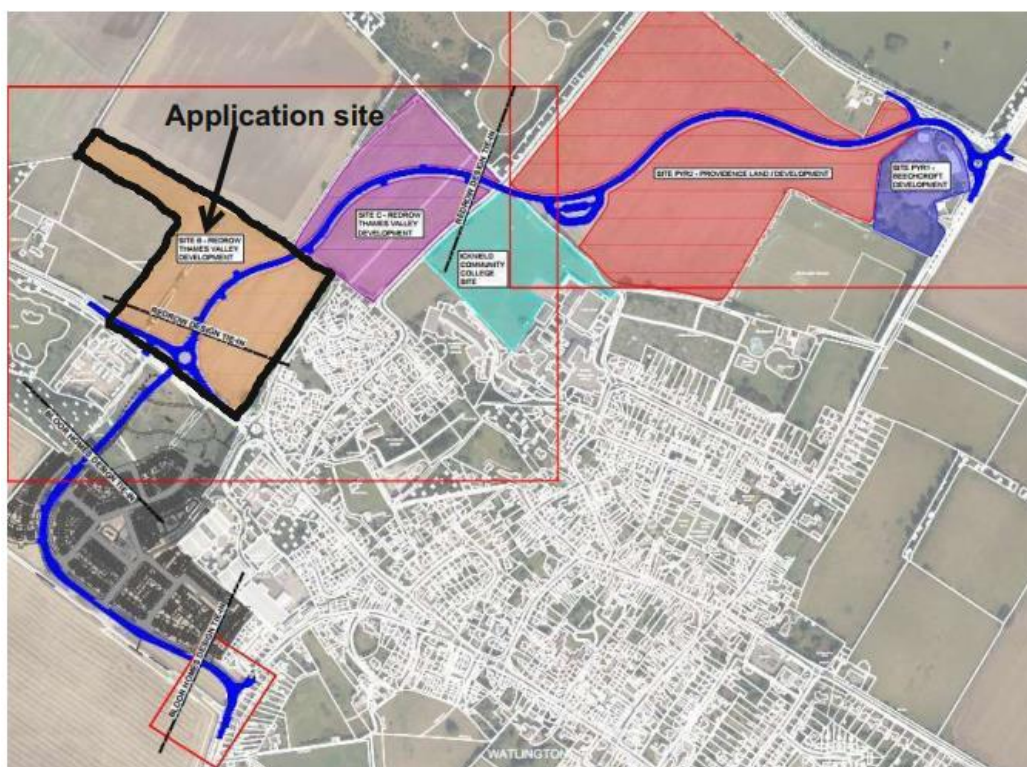 Application site
REDROW DESIGN TIE-IN
SITE PYR2 - PROVIDENCE LAND / DEVELOPMENT
SITE PYR1 -
BEECHCROFT
DEVELOPMENT
SITE C - REDROW
THAMES VALLEY
DEVELOPMENT
SITE B - REDROW
THAMES VALLEY
DEVELOPMENT
ICKNIELD
COMMUNITY
COLLEGE
SITE
REDROW DESIGN TIE-IN
BLOOR HOMES DESIGN TIE-IN
BLOOR HOMES DESIGN TIE-IN
WATLINGTON